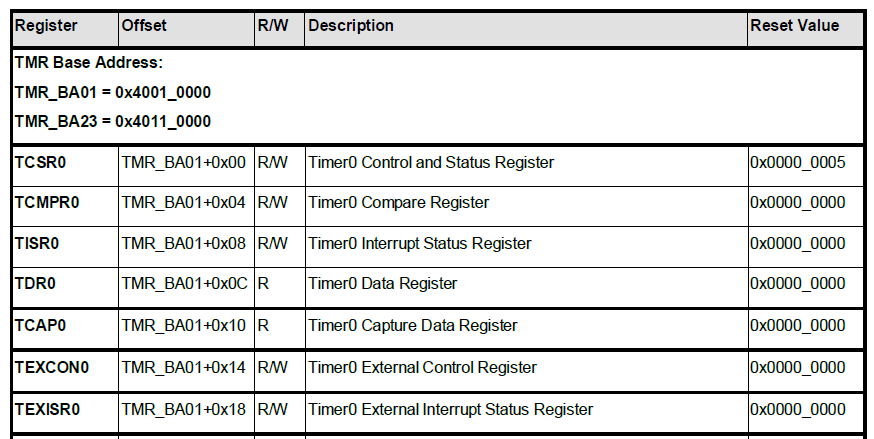 Register Offset R/W Description Reset Value
TMR Base Address:
TMR_BA01 = 0x4001_0000
TMR_BA23 = 0x4011_0000
TCSR0 TMR_BA01+0x00 R/W Timer0 Control and Status Register 0x0000_0005
TCMPR0 TMR_BA01+0x04 R/W Timer0 Compare Register 0x0000_0000
TISR0 TMR_BA01+0x08 R/W Timer0 Interrupt Status Register 0x0000_0000
TDR0 TMR_BA01+0x0C R Timer0 Data Register 0x0000_0000
TCAP0 TMR_BA01+0x10 R Timer0 Capture Data Register 0x0000_0000
TEXCON0 TMR_BA01+0x14 R/W Timer0 External Control Register 0x0000_0000
TEXISR0 TMR_BA01+0x18 R/W Timer0 External Interrupt Status Register 0x0000_0000